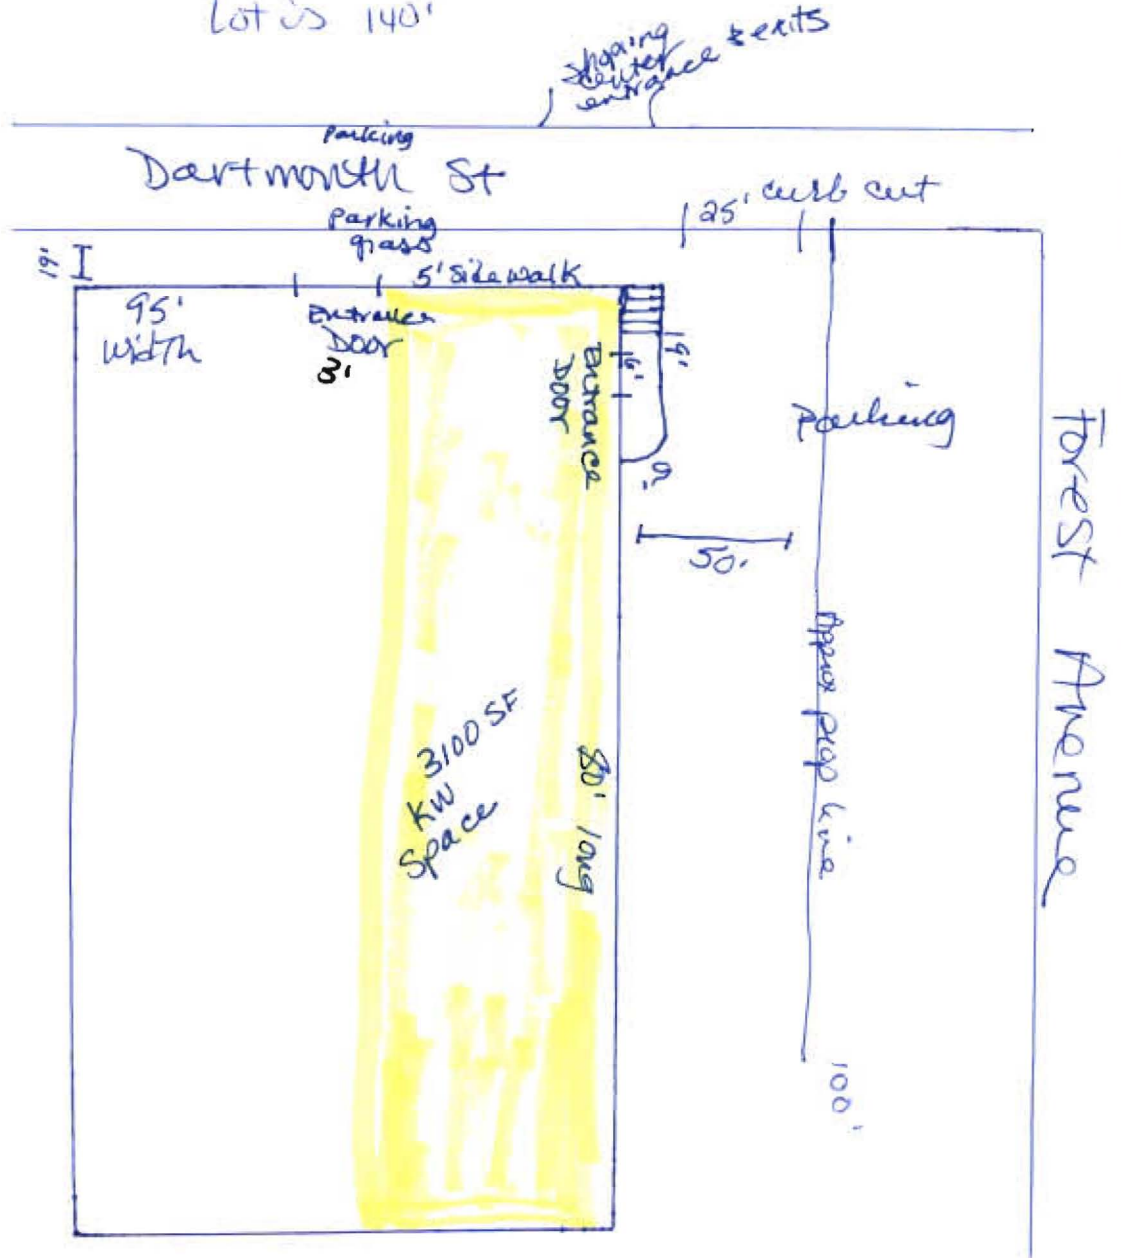 Lot is 140'
Shopping
center
entrance & exits
Parking
Dartmouth St
25' curb cut
Parking
grass
19'
5' sidewalk
95'
width
Entrance
Door
3'
Entrance
Door
6'
19'
Parking
50'
Forest Avenue
3100 SF
KW
Space
80' long
Approx prop line
100'